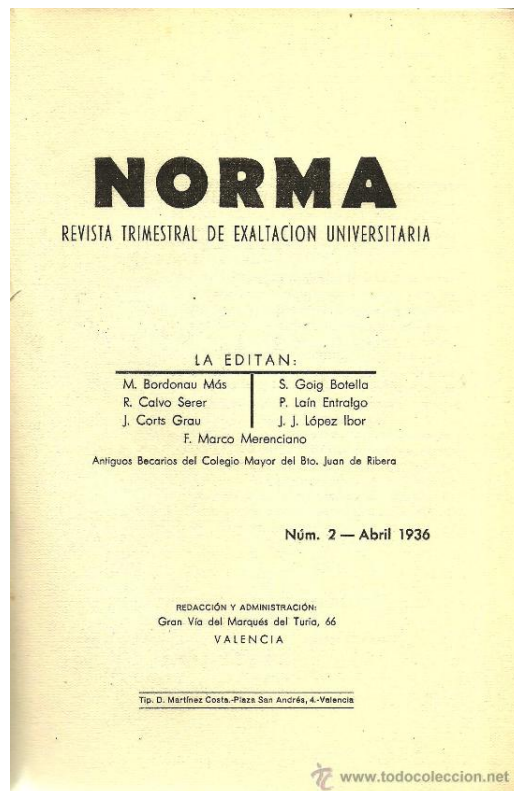 NORMA
REVISTA TRIMESTRAL DE EXALTACION UNIVERSITARIA
LA EDITAN:
M. Bordonau Más
R. Calvo Serer
J. Corts Grau
S. Goig Botella
P. Laín Entralgo
J. J. López Ibor
F. Marco Merenciano
Antiguos Becarios del Colegio Mayor del Bto. Juan de Ribera
Núm. 2 — Abril 1936
REDACCIÓN Y ADMINISTRACIÓN:
Gran Vía del Marqués del Turia, 66
VALENCIA
Tip. D. Martínez Costa.-Plaza San Andrés, 4.-Valencia
tc www.todocoleccion.net